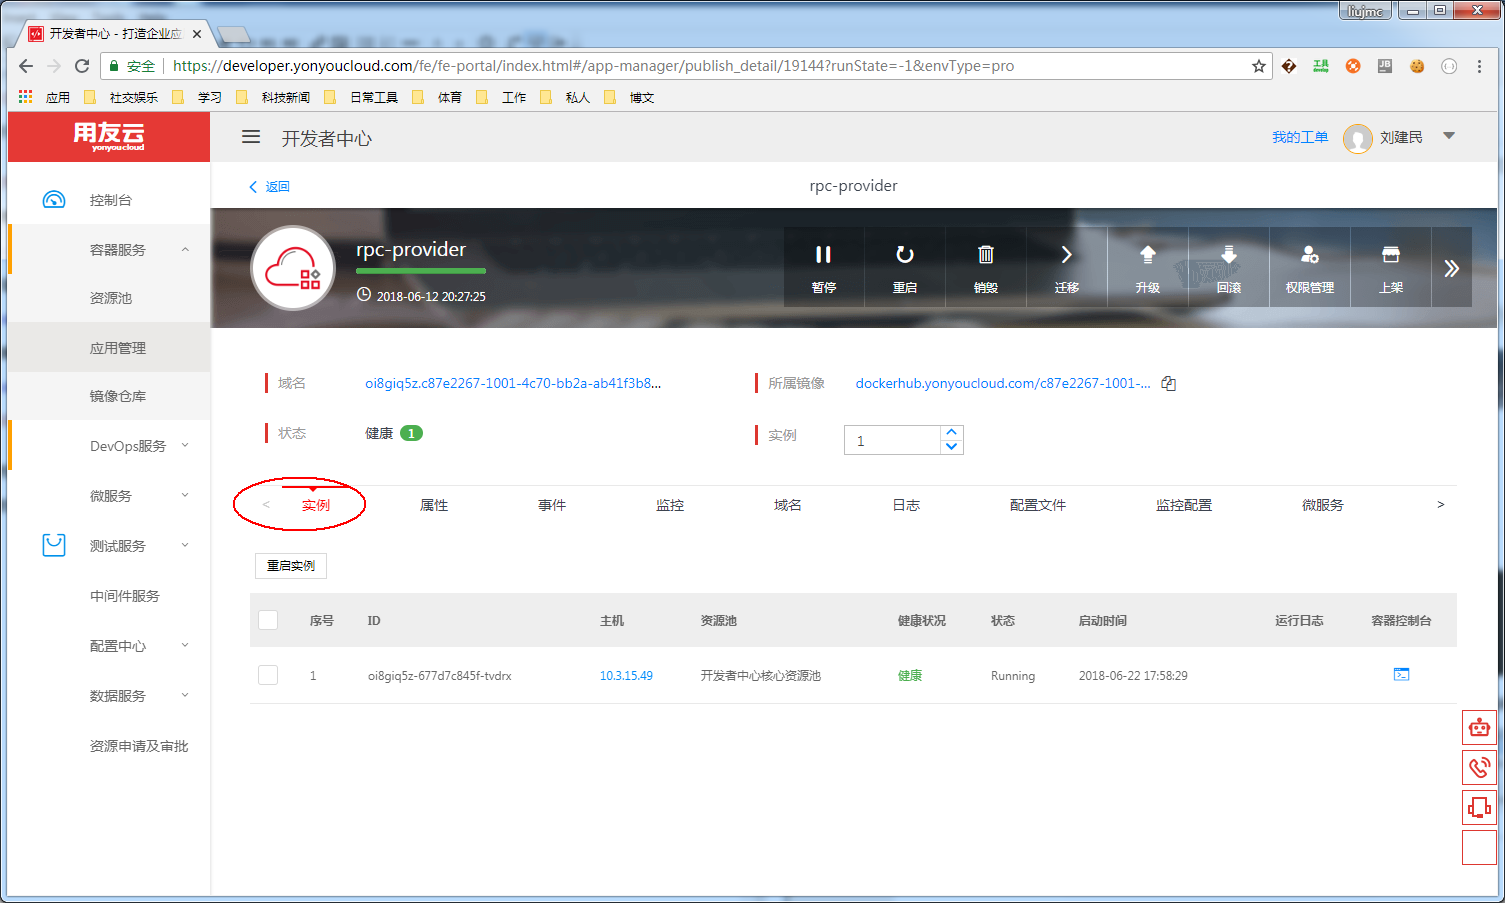 liujmc
开发者中心 - 打造企业应
安全 https://developer.yonyoucloud.com/fe/fe-portal/index.html#/app-manager/publish_detail/19144?runState=-1&envType=pro
应用 社交娱乐 学习 科技新闻 日常工具 体育 工作 私人 博文
用友云
yonyoucloud
开发者中心
我的工单 刘建民
返回 rpc-provider
控制台
容器服务
资源池
应用管理
镜像仓库
DevOps服务
微服务
测试服务
中间件服务
配置中心
数据服务
资源申请及审批
rpc-provider
2018-06-12 20:27:25
暂停 重启 销毁 迁移 升级 回滚 权限管理 上架
域名 oi8giq5z.c87e2267-1001-4c70-bb2a-ab41f3b8... 所属镜像 dockerhub.yonyoucloud.com/c87e2267-1001-...
状态 健康 1 实例 1
< 实例 属性 事件 监控 域名 日志 配置文件 监控配置 微服务 >
重启实例
序号 ID 主机 资源池 健康状况 状态 启动时间 运行日志 容器控制台
1 oi8giq5z-677d7c845f-tvdrx 10.3.15.49 开发者中心核心资源池 健康 Running 2018-06-22 17:58:29